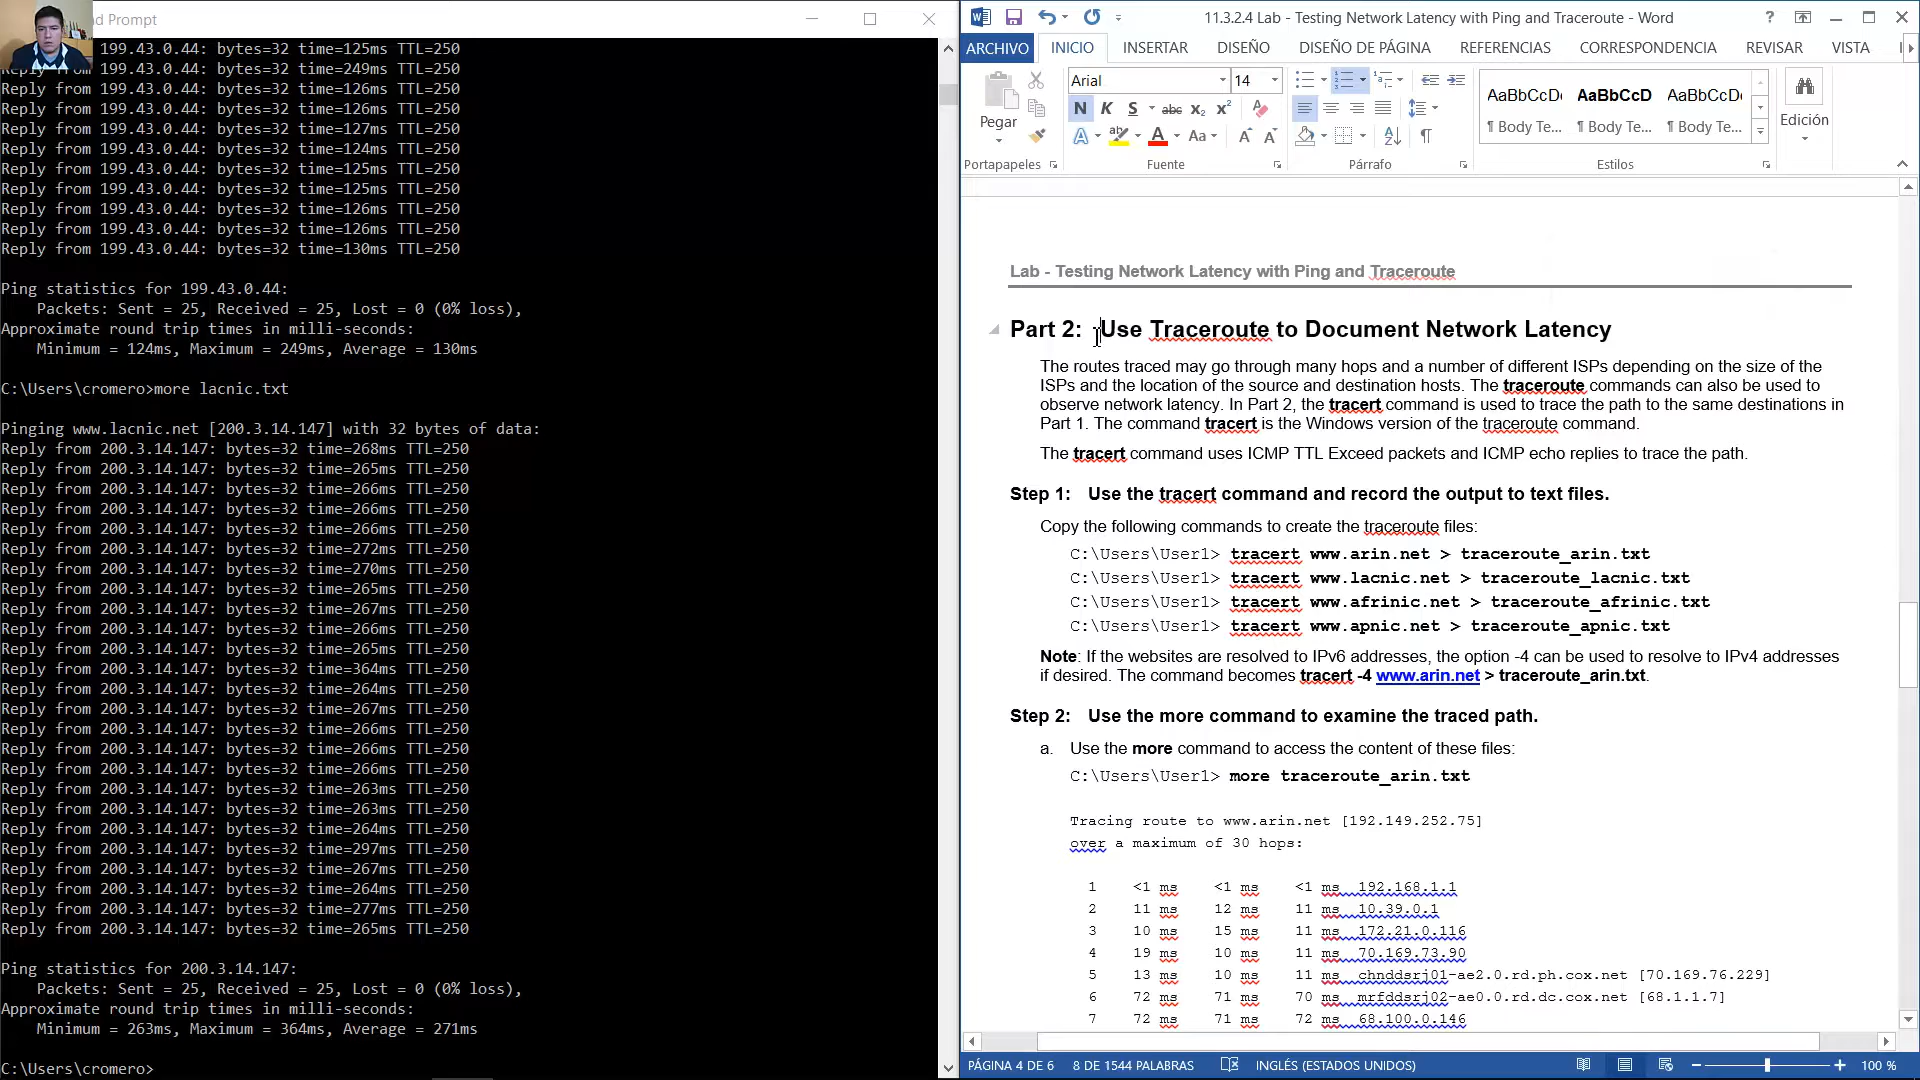 d Prompt
199.43.0.44: bytes=32 time=125ms TTL=250
199.43.0.44: bytes=32 time=249ms TTL=250
Reply from 199.43.0.44: bytes=32 time=126ms TTL=250
Reply from 199.43.0.44: bytes=32 time=126ms TTL=250
Reply from 199.43.0.44: bytes=32 time=127ms TTL=250
Reply from 199.43.0.44: bytes=32 time=124ms TTL=250
Reply from 199.43.0.44: bytes=32 time=126ms TTL=250
Reply from 199.43.0.44: bytes=32 time=125ms TTL=250
Reply from 199.43.0.44: bytes=32 time=126ms TTL=250
Reply from 199.43.0.44: bytes=32 time=126ms TTL=250
Reply from 199.43.0.44: bytes=32 time=130ms TTL=250
Ping statistics for 199.43.0.44:
Packets: Sent = 25, Received = 25, Lost = 0 (0% loss),
Approximate round trip times in milli-seconds:
Minimum = 124ms, Maximum = 249ms, Average = 130ms
C:\Users\cromero>more lacnic.txt
Pinging www.lacnic.net [200.3.14.147] with 32 bytes of data:
Reply from 200.3.14.147: bytes=32 time=268ms TTL=250
Reply from 200.3.14.147: bytes=32 time=265ms TTL=250
Reply from 200.3.14.147: bytes=32 time=266ms TTL=250
Reply from 200.3.14.147: bytes=32 time=266ms TTL=250
Reply from 200.3.14.147: bytes=32 time=266ms TTL=250
Reply from 200.3.14.147: bytes=32 time=272ms TTL=250
Reply from 200.3.14.147: bytes=32 time=270ms TTL=250
Reply from 200.3.14.147: bytes=32 time=265ms TTL=250
Reply from 200.3.14.147: bytes=32 time=267ms TTL=250
Reply from 200.3.14.147: bytes=32 time=266ms TTL=250
Reply from 200.3.14.147: bytes=32 time=265ms TTL=250
Reply from 200.3.14.147: bytes=32 time=364ms TTL=250
Reply from 200.3.14.147: bytes=32 time=264ms TTL=250
Reply from 200.3.14.147: bytes=32 time=267ms TTL=250
Reply from 200.3.14.147: bytes=32 time=266ms TTL=250
Reply from 200.3.14.147: bytes=32 time=266ms TTL=250
Reply from 200.3.14.147: bytes=32 time=266ms TTL=250
Reply from 200.3.14.147: bytes=32 time=263ms TTL=250
Reply from 200.3.14.147: bytes=32 time=263ms TTL=250
Reply from 200.3.14.147: bytes=32 time=264ms TTL=250
Reply from 200.3.14.147: bytes=32 time=297ms TTL=250
Reply from 200.3.14.147: bytes=32 time=267ms TTL=250
Reply from 200.3.14.147: bytes=32 time=264ms TTL=250
Reply from 200.3.14.147: bytes=32 time=277ms TTL=250
Reply from 200.3.14.147: bytes=32 time=265ms TTL=250
Ping statistics for 200.3.14.147:
Packets: Sent = 25, Received = 25, Lost = 0 (0% loss),
Approximate round trip times in milli-seconds:
Minimum = 263ms, Maximum = 364ms, Average = 271ms
C:\Users\cromero>
11.3.2.4 Lab - Testing Network Latency with Ping and Traceroute - Word
ARCHIVO INICIO INSERTAR DISEÑO DISEÑO DE PÁGINA REFERENCIAS CORRESPONDENCIA REVISAR VISTA
Arial 14
Pegar
N K S abc X2 X2
A ab A Aa A A
AaBbCcDc AaBbCcD AaBbCcDc
¶ Body Te... ¶ Body Te... ¶ Body Te...
Edición
Portapapeles Fuente Párrafo Estilos
Lab - Testing Network Latency with Ping and Traceroute
Part 2: Use Traceroute to Document Network Latency
The routes traced may go through many hops and a number of different ISPs depending on the size of the
ISPs and the location of the source and destination hosts. The traceroute commands can also be used to
observe network latency. In Part 2, the tracert command is used to trace the path to the same destinations in
Part 1. The command tracert is the Windows version of the traceroute command.
The tracert command uses ICMP TTL Exceed packets and ICMP echo replies to trace the path.
Step 1: Use the tracert command and record the output to text files.
Copy the following commands to create the traceroute files:
C:\Users\User1> tracert www.arin.net > traceroute_arin.txt
C:\Users\User1> tracert www.lacnic.net > traceroute_lacnic.txt
C:\Users\User1> tracert www.afrinic.net > traceroute_afrinic.txt
C:\Users\User1> tracert www.apnic.net > traceroute_apnic.txt
Note: If the websites are resolved to IPv6 addresses, the option -4 can be used to resolve to IPv4 addresses
if desired. The command becomes tracert -4 www.arin.net > traceroute_arin.txt.
Step 2: Use the more command to examine the traced path.
a. Use the more command to access the content of these files:
C:\Users\User1> more traceroute_arin.txt
Tracing route to www.arin.net [192.149.252.75]
over a maximum of 30 hops:
1 <1 ms <1 ms <1 ms 192.168.1.1
2 11 ms 12 ms 11 ms 10.39.0.1
3 10 ms 15 ms 11 ms 172.21.0.116
4 19 ms 10 ms 11 ms 70.169.73.90
5 13 ms 10 ms 11 ms chnddsrj01-ae2.0.rd.ph.cox.net [70.169.76.229]
6 72 ms 71 ms 70 ms mrfddsrj02-ae0.0.rd.dc.cox.net [68.1.1.7]
7 72 ms 71 ms 72 ms 68.100.0.146
PÁGINA 4 DE 6 8 DE 1544 PALABRAS INGLÉS (ESTADOS UNIDOS) 100 %